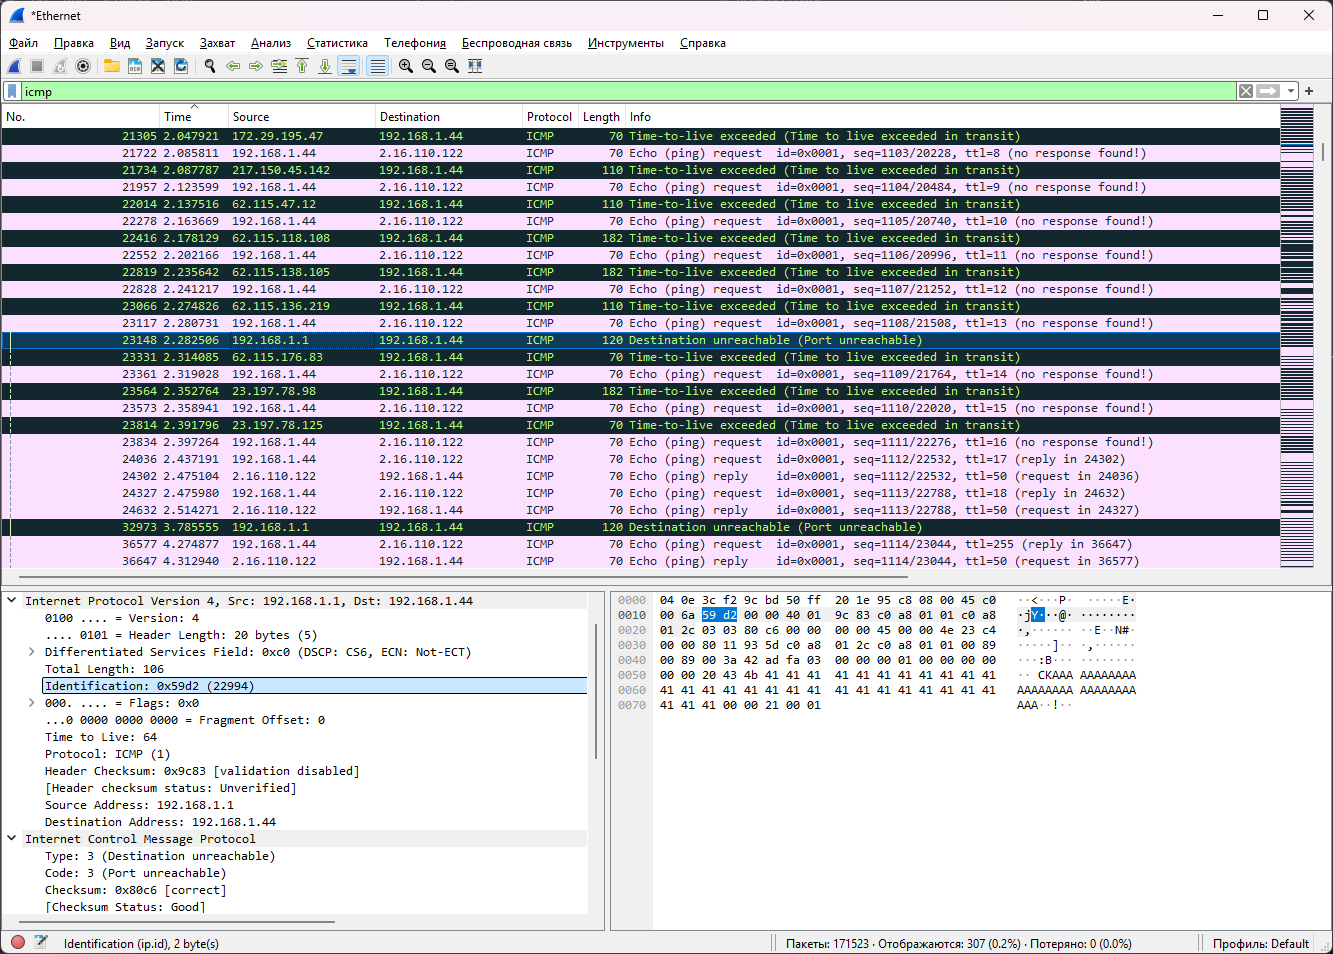 *Ethernet
Файл Правка Вид Запуск Захват Анализ Статистика Телефония Беспроводная связь Инструменты Справка
icmp
No. Time Source Destination Protocol Length Info
21305 2.047921 172.29.195.47 192.168.1.44 ICMP 70 Time-to-live exceeded (Time to live exceeded in transit)
21722 2.085811 192.168.1.44 2.16.110.122 ICMP 70 Echo (ping) request id=0x0001, seq=1103/20228, ttl=8 (no response found!)
21734 2.087787 217.150.45.142 192.168.1.44 ICMP 110 Time-to-live exceeded (Time to live exceeded in transit)
21957 2.123599 192.168.1.44 2.16.110.122 ICMP 70 Echo (ping) request id=0x0001, seq=1104/20484, ttl=9 (no response found!)
22014 2.137516 62.115.47.12 192.168.1.44 ICMP 110 Time-to-live exceeded (Time to live exceeded in transit)
22278 2.163669 192.168.1.44 2.16.110.122 ICMP 70 Echo (ping) request id=0x0001, seq=1105/20740, ttl=10 (no response found!)
22416 2.178129 62.115.118.108 192.168.1.44 ICMP 182 Time-to-live exceeded (Time to live exceeded in transit)
22552 2.202166 192.168.1.44 2.16.110.122 ICMP 70 Echo (ping) request id=0x0001, seq=1106/20996, ttl=11 (no response found!)
22819 2.235642 62.115.138.105 192.168.1.44 ICMP 182 Time-to-live exceeded (Time to live exceeded in transit)
22828 2.241217 192.168.1.44 2.16.110.122 ICMP 70 Echo (ping) request id=0x0001, seq=1107/21252, ttl=12 (no response found!)
23066 2.274826 62.115.136.219 192.168.1.44 ICMP 110 Time-to-live exceeded (Time to live exceeded in transit)
23117 2.280731 192.168.1.44 2.16.110.122 ICMP 70 Echo (ping) request id=0x0001, seq=1108/21508, ttl=13 (no response found!)
23148 2.282506 192.168.1.1 192.168.1.44 ICMP 120 Destination unreachable (Port unreachable)
23331 2.314085 62.115.176.83 192.168.1.44 ICMP 70 Time-to-live exceeded (Time to live exceeded in transit)
23361 2.319028 192.168.1.44 2.16.110.122 ICMP 70 Echo (ping) request id=0x0001, seq=1109/21764, ttl=14 (no response found!)
23564 2.352764 23.197.78.98 192.168.1.44 ICMP 182 Time-to-live exceeded (Time to live exceeded in transit)
23573 2.358941 192.168.1.44 2.16.110.122 ICMP 70 Echo (ping) request id=0x0001, seq=1110/22020, ttl=15 (no response found!)
23814 2.391796 23.197.78.125 192.168.1.44 ICMP 70 Time-to-live exceeded (Time to live exceeded in transit)
23834 2.397264 192.168.1.44 2.16.110.122 ICMP 70 Echo (ping) request id=0x0001, seq=1111/22276, ttl=16 (no response found!)
24036 2.437191 192.168.1.44 2.16.110.122 ICMP 70 Echo (ping) request id=0x0001, seq=1112/22532, ttl=17 (reply in 24302)
24302 2.475104 2.16.110.122 192.168.1.44 ICMP 70 Echo (ping) reply id=0x0001, seq=1112/22532, ttl=50 (request in 24036)
24327 2.475980 192.168.1.44 2.16.110.122 ICMP 70 Echo (ping) request id=0x0001, seq=1113/22788, ttl=18 (reply in 24632)
24632 2.514271 2.16.110.122 192.168.1.44 ICMP 70 Echo (ping) reply id=0x0001, seq=1113/22788, ttl=50 (request in 24327)
32973 3.785555 192.168.1.1 192.168.1.44 ICMP 120 Destination unreachable (Port unreachable)
36577 4.274877 192.168.1.44 2.16.110.122 ICMP 70 Echo (ping) request id=0x0001, seq=1114/23044, ttl=255 (reply in 36647)
36647 4.312940 2.16.110.122 192.168.1.44 ICMP 70 Echo (ping) reply id=0x0001, seq=1114/23044, ttl=50 (request in 36577)
Internet Protocol Version 4, Src: 192.168.1.1, Dst: 192.168.1.44
0100 .... = Version: 4
.... 0101 = Header Length: 20 bytes (5)
Differentiated Services Field: 0xc0 (DSCP: CS6, ECN: Not-ECT)
Total Length: 106
Identification: 0x59d2 (22994)
000. .... = Flags: 0x0
...0 0000 0000 0000 = Fragment Offset: 0
Time to Live: 64
Protocol: ICMP (1)
Header Checksum: 0x9c83 [validation disabled]
[Header checksum status: Unverified]
Source Address: 192.168.1.1
Destination Address: 192.168.1.44
Internet Control Message Protocol
Type: 3 (Destination unreachable)
Code: 3 (Port unreachable)
Checksum: 0x80c6 [correct]
[Checksum Status: Good]
0000 04 0e 3c f2 9c bd 50 ff 20 1e 95 c8 08 00 45 c0 ··<···P· ·····E·
0010 00 6a 59 d2 00 00 40 01 9c 83 c0 a8 01 01 c0 a8 ·jY···@· ········
0020 01 2c 03 03 80 c6 00 00 00 00 45 00 00 4e 23 c4 ·,······ ··E··N#·
0030 00 00 80 11 93 5d c0 a8 01 2c c0 a8 01 01 00 89 ·····]·· ·,······
0040 00 89 00 3a 42 ad fa 03 00 00 00 01 00 00 00 00 ···:B··· ········
0050 00 00 20 43 4b 41 41 41 41 41 41 41 41 41 41 41 ·· CKAAA AAAAAAAA
0060 41 41 41 41 41 41 41 41 41 41 41 41 41 41 41 41 AAAAAAAA AAAAAAAA
0070 41 41 41 00 00 21 00 01 AAA··!··
Identification (ip.id), 2 byte(s) Пакеты: 171523 · Отображаются: 307 (0.2%) · Потеряно: 0 (0.0%) Профиль: Default